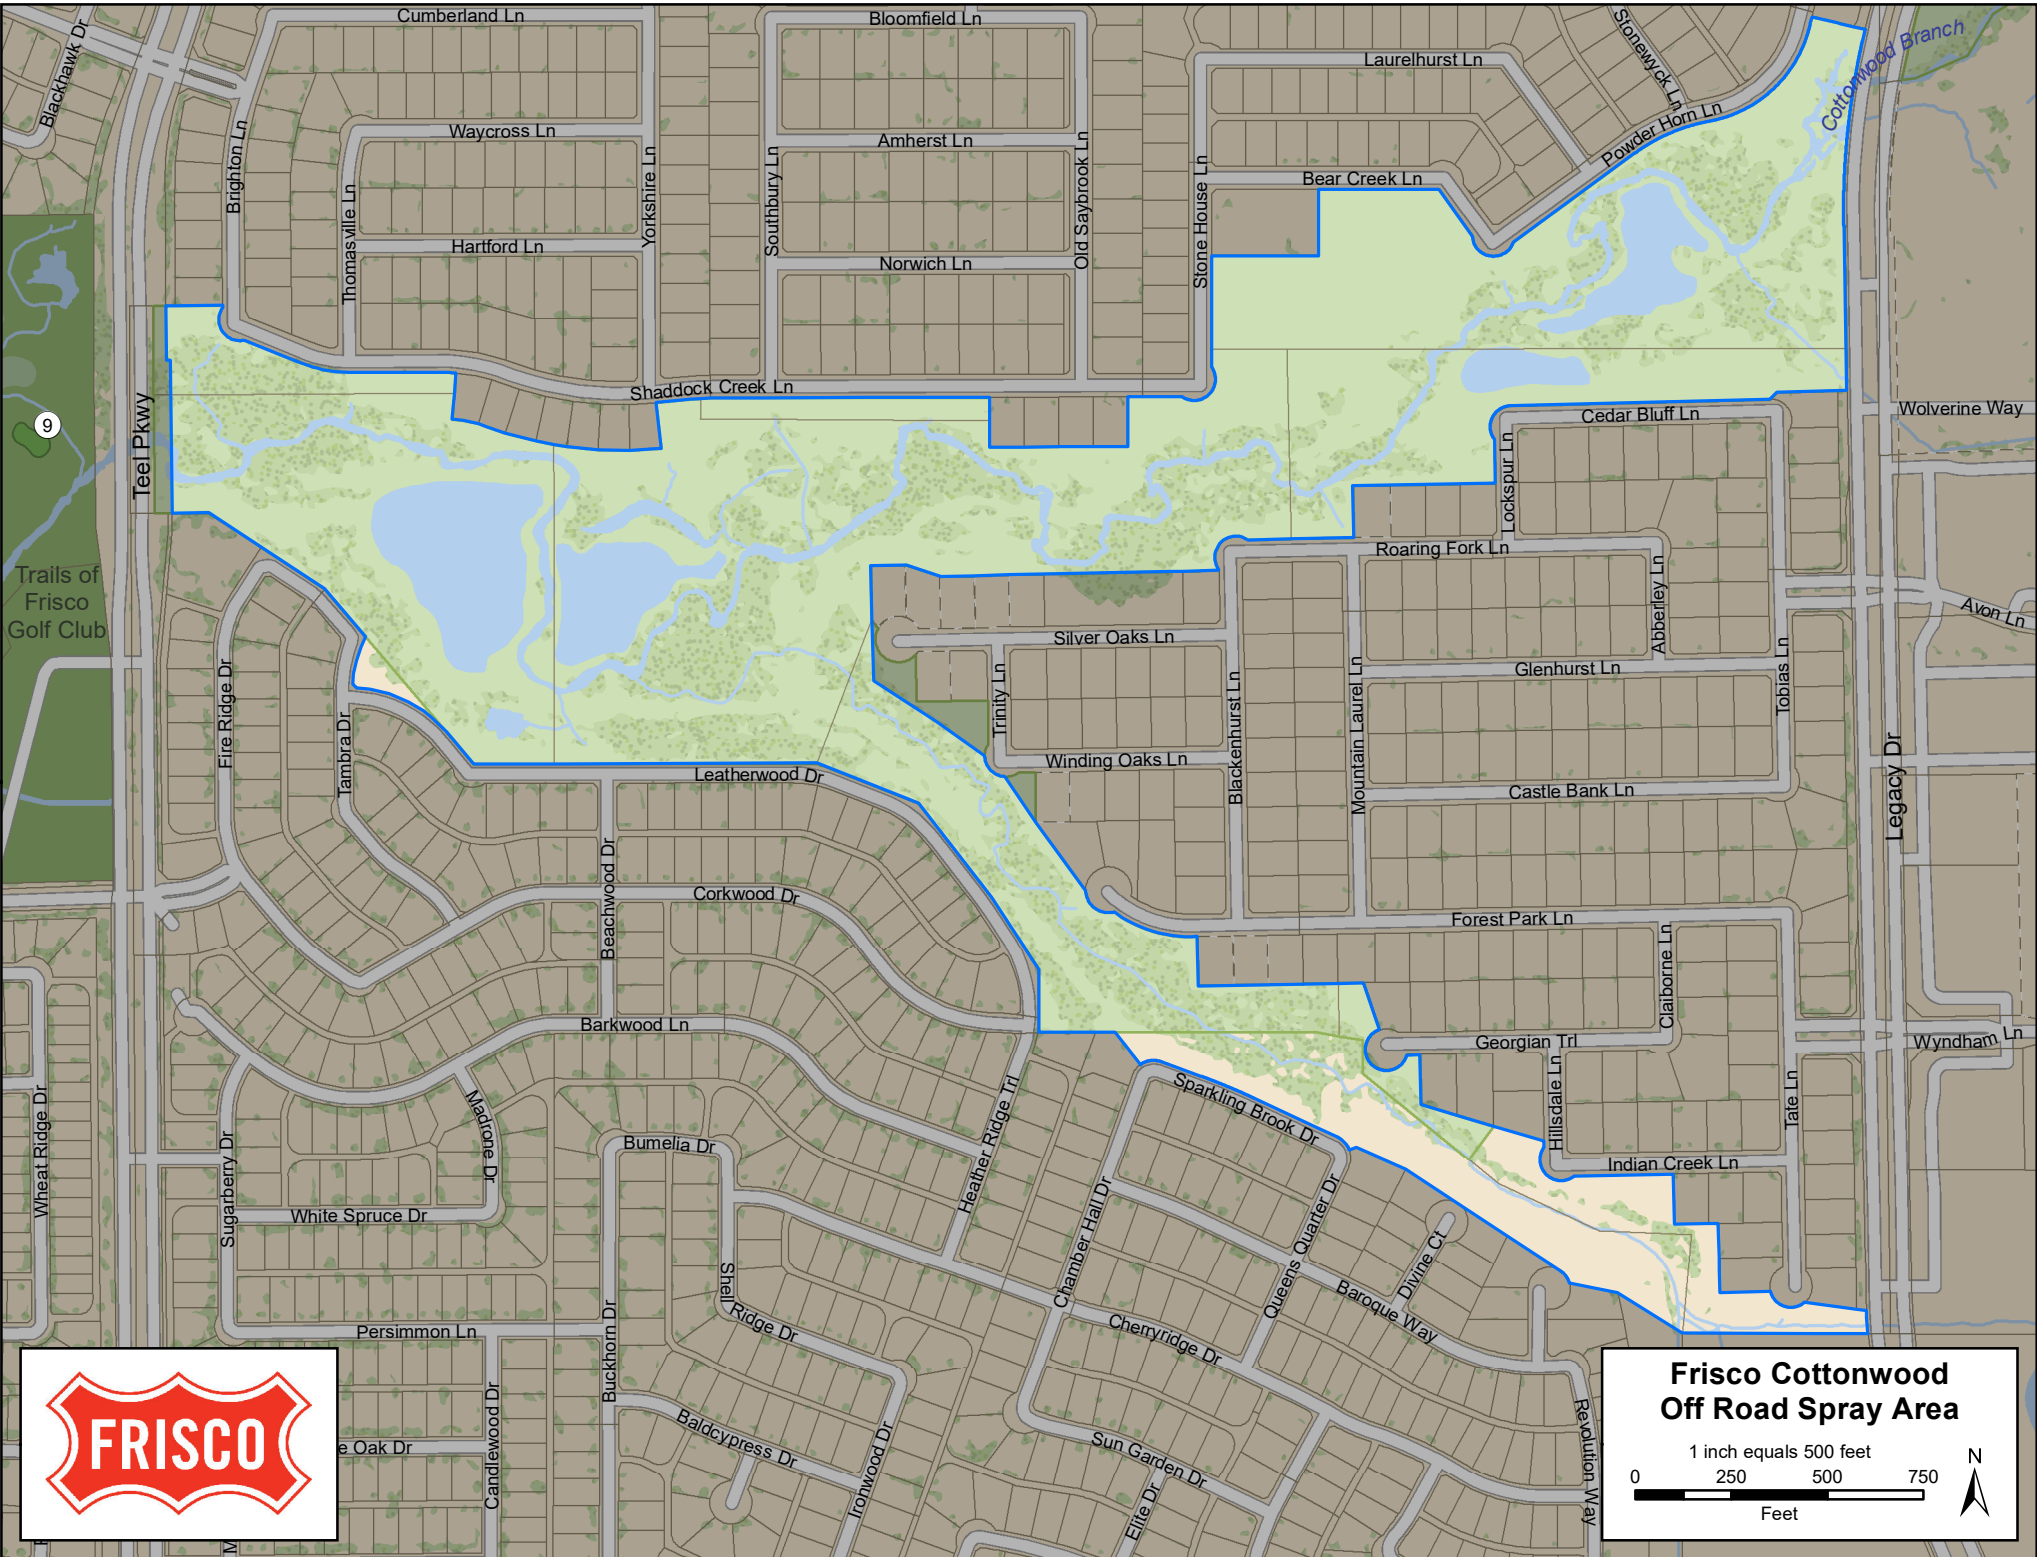 Cumberland Ln
Bloomfield Ln
Blackhawk Dr
Laurelhurst Ln
Stonewyck Ln
Cottonwood Branch
Waycross Ln
Amherst Ln
Powder Horn Ln
Brighton Ln
Yorkshire Ln
Southbury Ln
Old Saybrook Ln
Stone House Ln
Bear Creek Ln
Thomasville Ln
Hartford Ln
Norwich Ln
Shaddock Creek Ln
Teel Pkwy
9
Cedar Bluff Ln
Wolverine Way
Lockspur Ln
Roaring Fork Ln
Abberley Ln
Avon Ln
Trails of
Frisco
Golf Club
Silver Oaks Ln
Glenhurst Ln
Tobias Ln
Trinity Ln
Blackenhurst Ln
Mountain Laurel Ln
Fire Ridge Dr
Tambra Dr
Leatherwood Dr
Winding Oaks Ln
Castle Bank Ln
Legacy Dr
Beachwood Dr
Corkwood Dr
Forest Park Ln
Claiborne Ln
Barkwood Ln
Georgian Trl
Wyndham Ln
Hillsdale Ln
Tate Ln
Wheat Ridge Dr
Madrone Dr
Heather Ridge Trl
Sparkling Brook Dr
Bumelia Dr
Indian Creek Ln
Sugarberry Dr
White Spruce Dr
Chamber Hall Dr
Queens Quarter Dr
Divine Ct
Shell
Ridge Dr
Baroque Way
Persimmon Ln
Buckhorn Dr
Cherryridge Dr
Candlewood Dr
e Oak Dr
Baldcypress Dr
Ironwood Dr
Sun Garden Dr
Elite Dr
Revolution Way
M
FRISCO
Frisco Cottonwood
Off Road Spray Area
1 inch equals 500 feet
0 250 500 750
Feet
N